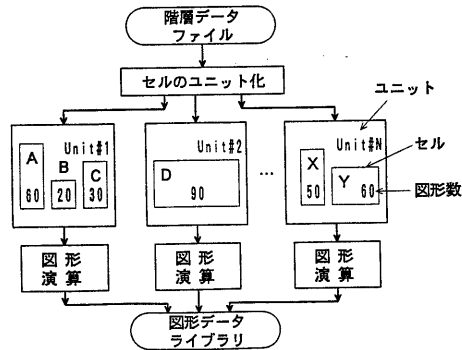 階層データ
ファイル
セルのユニット化
ユニット
Unit#1
A
60
B
20
C
30
Unit#2
D
90
…
Unit#N
X
50
Y
60
セル
図形数
図形
演算
図形
演算
図形
演算
図形データ
ライブラリ